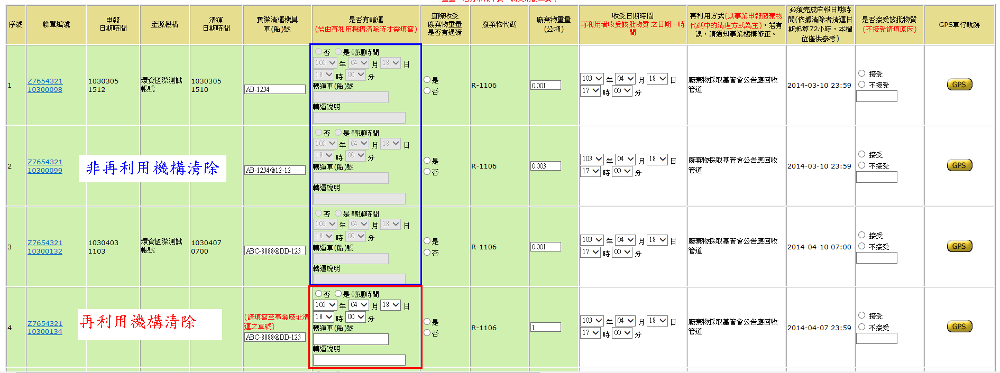 序號
聯單編號
申報
日期時間
產源機構
清運
日期時間
實際清運機具
車(船)號
是否有轉運
(若由再利用機構清除時才需填寫)
實際收受
廢棄物重量
是否有過磅
廢棄物代碼
廢棄物重量
(公噸)
收受日期時間
再利用者收受該批物質 之日期、時
間
再利用方式(以事業申報廢棄物
代碼中的清理方式為主)，若有
誤，請通知事業機構修正。
必須完成申報日期時
間(依據清除者清運日
期起算72小時，本欄
位僅供參考)
是否接受該批物質
(不接受請填原因)
GPS車行軌跡
1
Z7654321
10300098
1030305
1512
環資國際測試
帳號
1030305
1510
AB-1234
否 是 轉運時間
103 年 04 月 18 日
18 時 00 分
轉運車(船)號
轉運說明
是
否
R-1106
0.001
103 年 04 月 18 日
17 時 00 分
廢棄物採取基管會公告應回收
管道
2014-03-10 23:59
接受
不接受
GPS
2
Z7654321
10300099
非再利用機構清除
AB-1234@12-12
否 是 轉運時間
103 年 04 月 18 日
18 時 00 分
轉運車(船)號
轉運說明
是
否
R-1106
0.003
103 年 04 月 18 日
17 時 00 分
廢棄物採取基管會公告應回收
管道
2014-03-10 23:59
接受
不接受
GPS
3
Z7654321
10300132
1030403
1103
環資國際測試
帳號
1030407
0700
ABC-8888@DD-123
否 是 轉運時間
103 年 04 月 18 日
18 時 00 分
轉運車(船)號
轉運說明
是
否
R-1106
0.001
103 年 04 月 18 日
17 時 00 分
廢棄物採取基管會公告應回收
管道
2014-04-10 07:00
接受
不接受
GPS
4
Z7654321
10300134
再利用機構清除
(請填寫至事業廠址清
運之車號)
ABC-8888@DD-123
否 是 轉運時間
103 年 04 月 18 日
18 時 00 分
轉運車(船)號
轉運說明
是
否
R-1106
1
103 年 04 月 18 日
17 時 00 分
廢棄物採取基管會公告應回收
管道
2014-04-07 23:59
接受
不接受
GPS